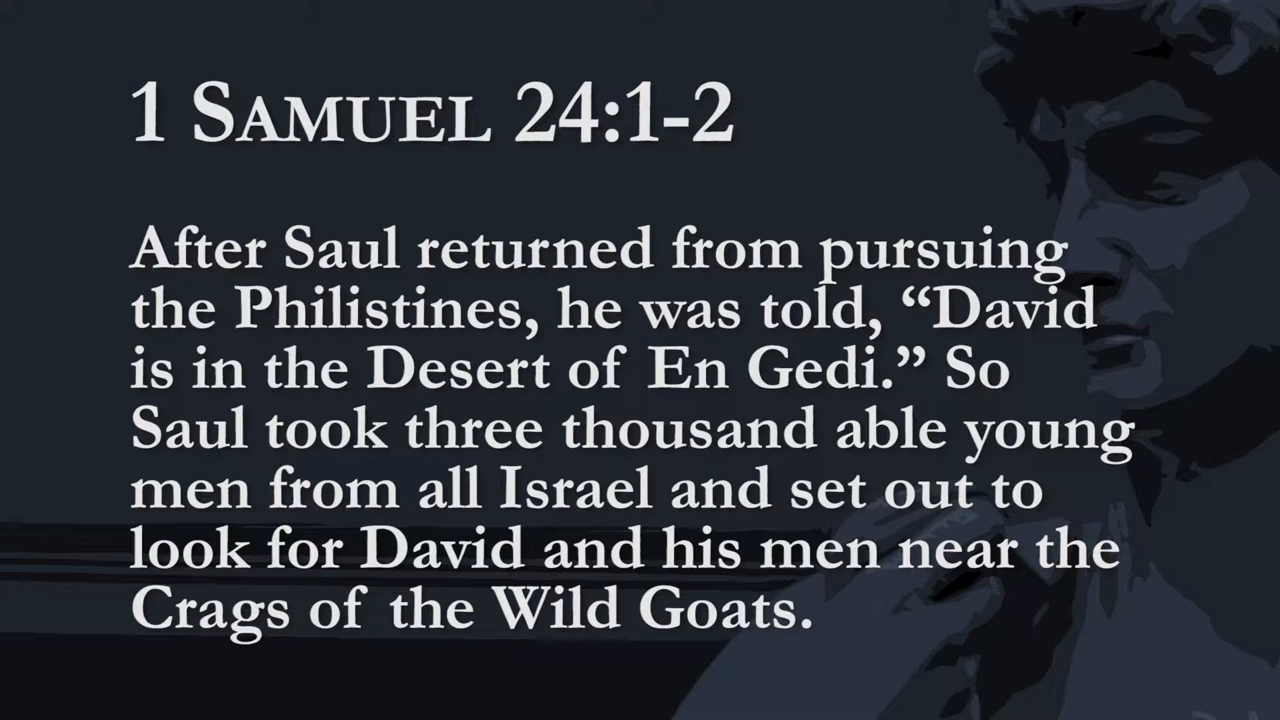 1 Samuel 24:1-2
After Saul returned from pursuing
the Philistines, he was told, “David
is in the Desert of En Gedi.” So
Saul took three thousand able young
men from all Israel and set out to
look for David and his men near the
Crags of the Wild Goats.